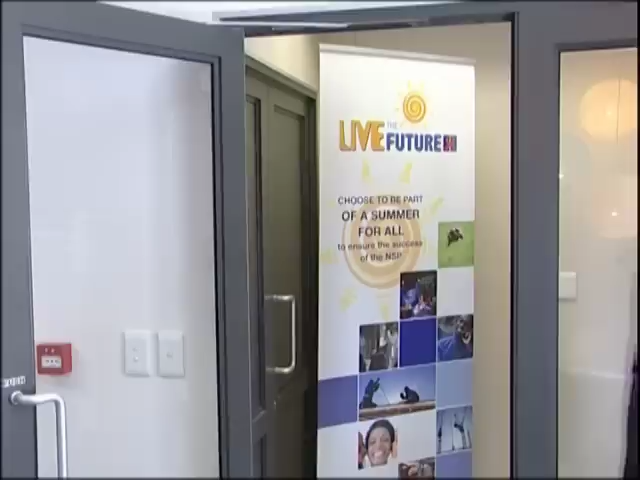 LIVE THE FUTURE
CHOOSE TO BE PART
OF A SUMMER
FOR ALL
to ensure the success
of the NSP